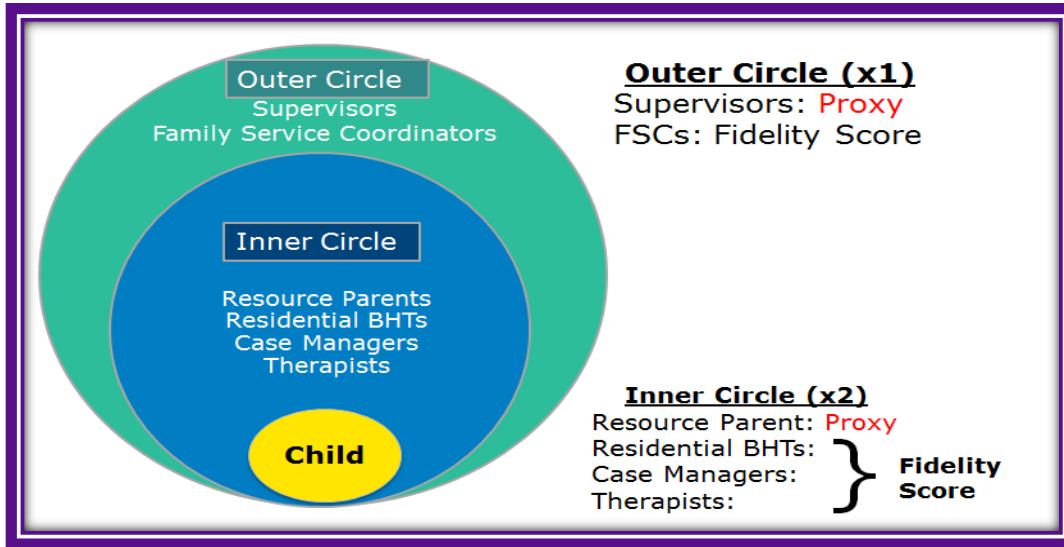 Outer Circle
Supervisors
Family Service Coordinators
Inner Circle
Resource Parents
Residential BHTs
Case Managers
Therapists
Child
Outer Circle (x1)
Supervisors: Proxy
FSCs: Fidelity Score
Inner Circle (x2)
Resource Parent: Proxy
Residential BHTs:
Case Managers:
Therapists:
Fidelity
Score